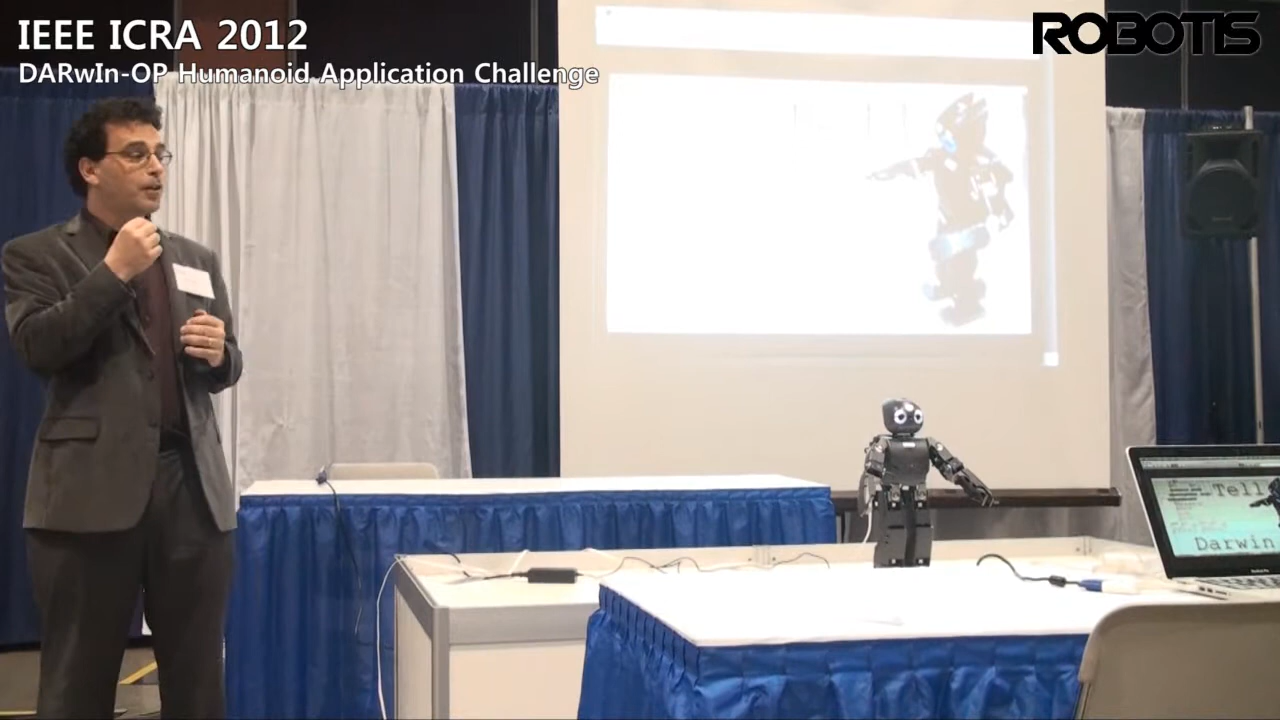 IEEE ICRA 2012
DARwIn-OP Humanoid Application Challenge
ROBOTIS
Tell
Darwin